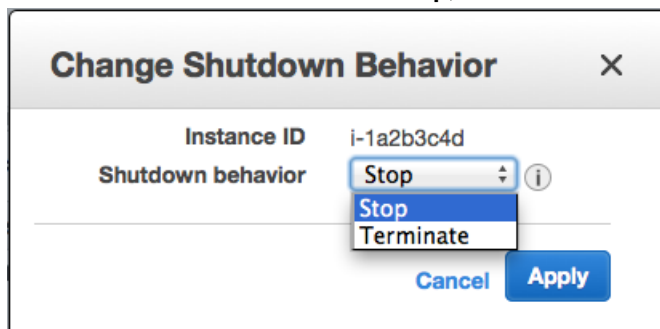 Change Shutdown Behavior ×
Instance ID i-1a2b3c4d
Shutdown behavior Stop i
Stop
Terminate
Cancel Apply